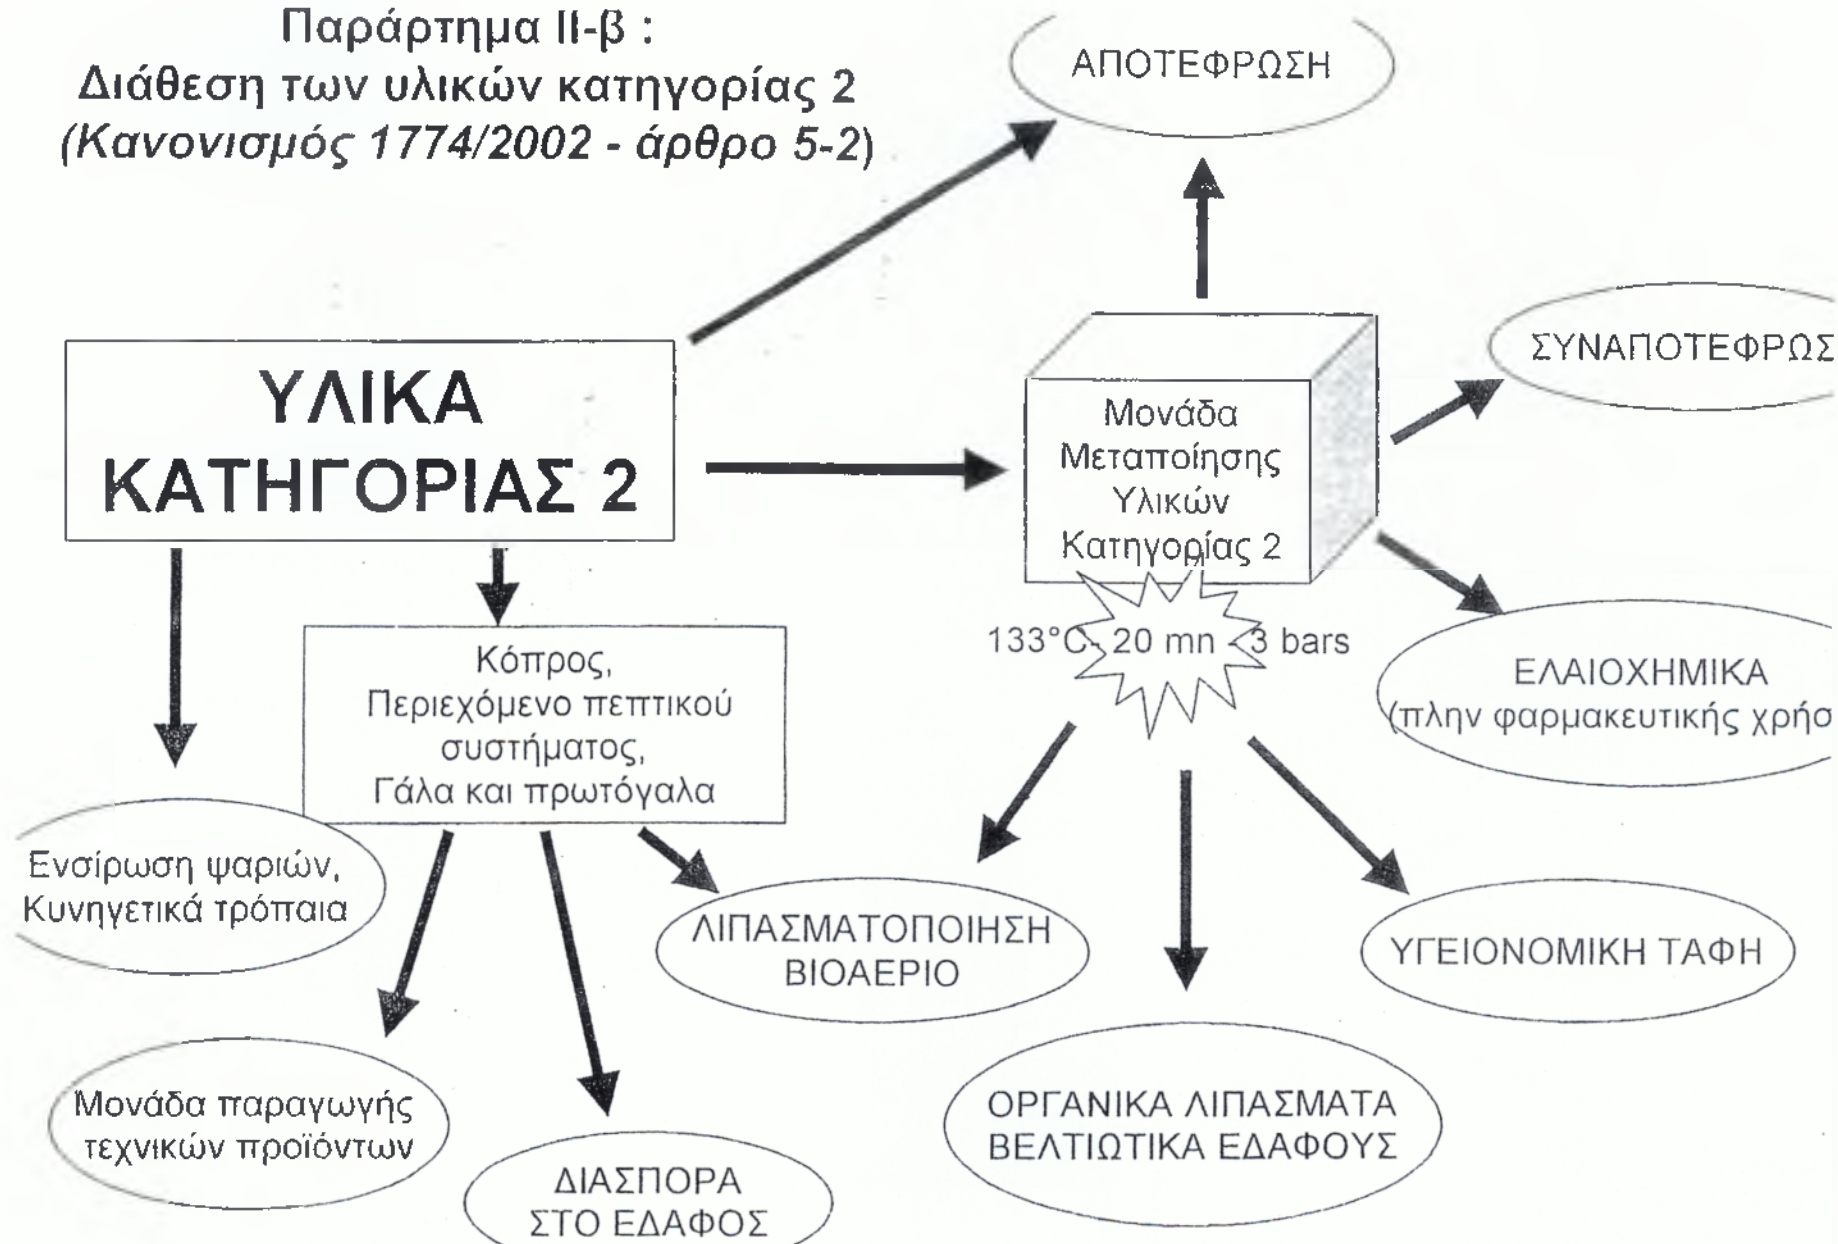 Παράρτημα ΙΙ-β :
Διάθεση των υλικών κατηγορίας 2
(Κανονισμός 1774/2002 - άρθρο 5-2)
ΑΠΟΤΕΦΡΩΣΗ
ΣΥΝΑΠΟΤΕΦΡΩΣ
ΥΛΙΚΑ
ΚΑΤΗΓΟΡΙΑΣ 2
Μονάδα
Μεταποίησης
Υλικών
Κατηγορίας 2
133°C- 20 mn -3 bars
ΕΛΑΙΟΧΗΜΙΚΑ
(πλην φαρμακευτικής χρήσ
Κόπρος,
Περιεχόμενο πεπτικού
συστήματος,
Γάλα και πρωτόγαλα
Ενσίρωση ψαριών,
Κυνηγετικά τρόπαια
ΛΙΠΑΣΜΑΤΟΠΟΙΗΣΗ
ΒΙΟΑΕΡΙΟ
ΥΓΕΙΟΝΟΜΙΚΗ ΤΑΦΗ
Μονάδα παραγωγής
τεχνικών προϊόντων
ΔΙΑΣΠΟΡΑ
ΣΤΟ ΕΔΑΦΟΣ
ΟΡΓΑΝΙΚΑ ΛΙΠΑΣΜΑΤΑ
ΒΕΛΤΙΩΤΙΚΑ ΕΔΑΦΟΥΣ